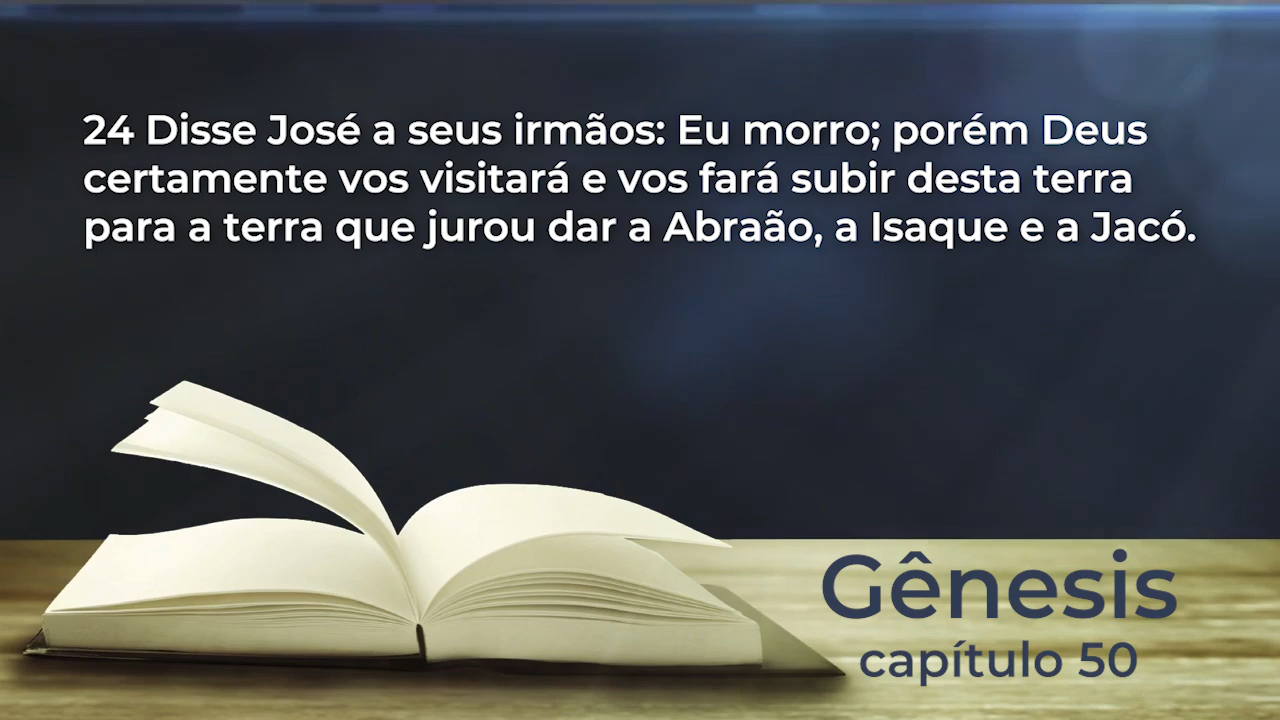 24 Disse José a seus irmãos: Eu morro; porém Deus
certamente vos visitará e vos fará subir desta terra
para a terra que jurou dar a Abraão, a Isaque e a Jacó.
Gênesis
capítulo 50